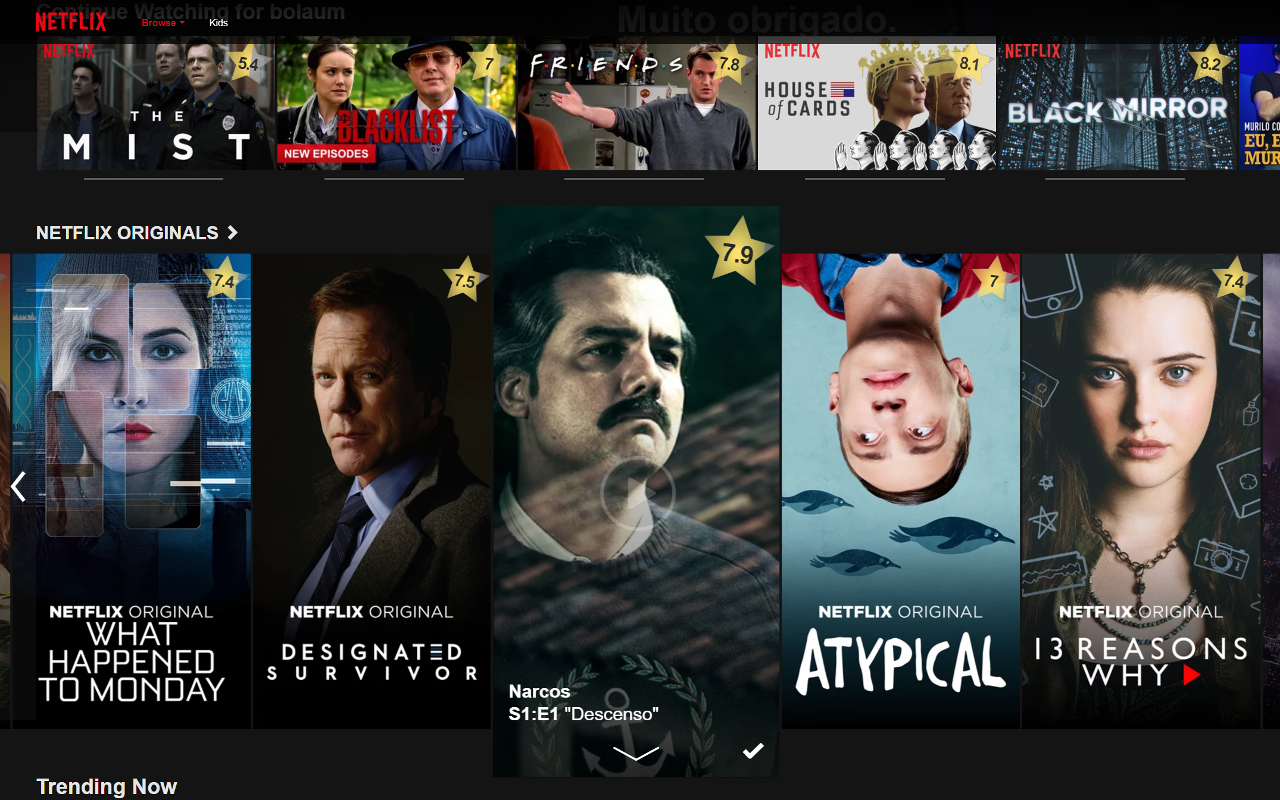 Continue Watching for bolaum
Muito obrigado.
NETFLIX
Browse
Kids
NETFLIX
5.4
THE
MIST
7
THE BLACKLIST
NEW EPISODES
FRIENDS
7.8
NETFLIX
8.1
HOUSE
of CARDS
NETFLIX
8.2
BLACK MIRROR
MURILO CO
EU, E
MUR
NETFLIX ORIGINALS
7.4
NETFLIX ORIGINAL
WHAT
HAPPENED
TO MONDAY
7.5
NETFLIX ORIGINAL
DESIGNATED
SURVIVOR
7.9
Narcos
S1:E1 "Descenso"
7
NETFLIX ORIGINAL
ATYPICAL
7.4
NETFLIX ORIGINAL
13 REASONS
WHY
Trending Now